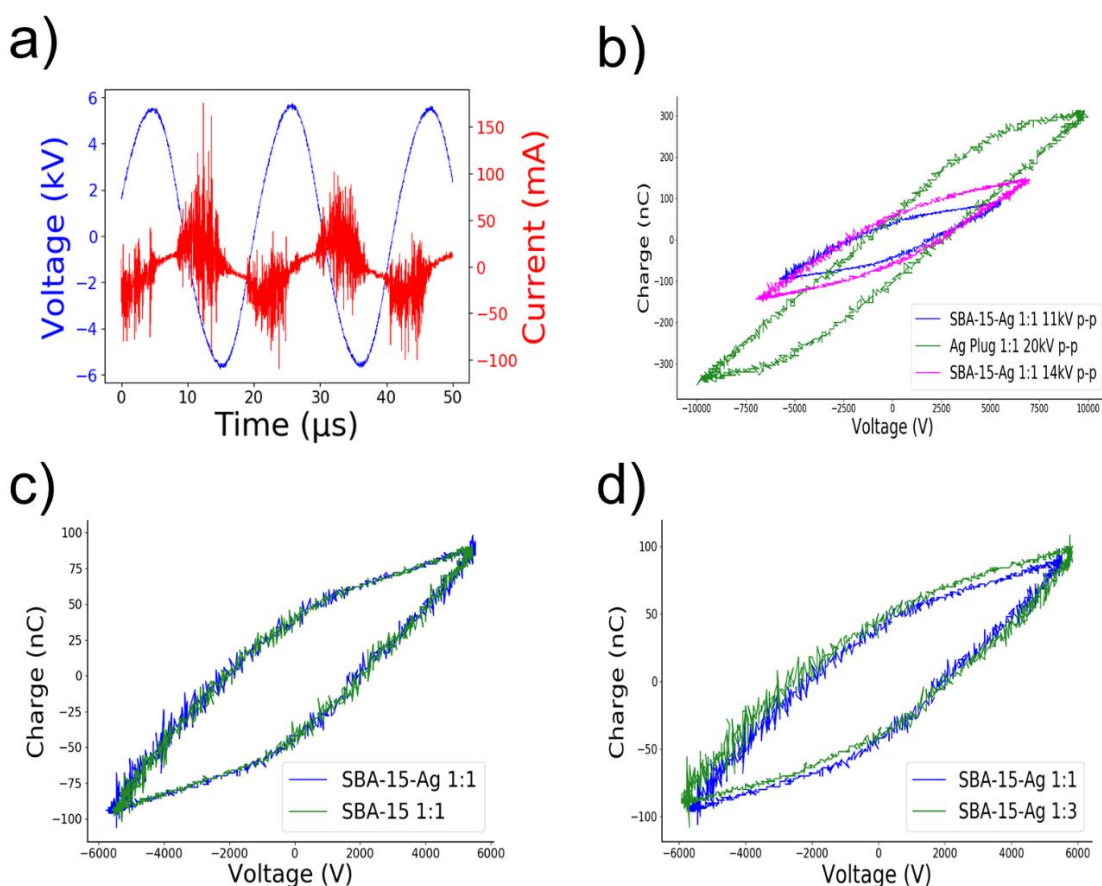 a)
6
4
2
0
−2
−4
−6
Voltage (kV)
150
100
50
0
−50
−100
Current (mA)
0 10 20 30 40 50
Time (μs)
b)
300
200
100
0
−100
−200
−300
Charge (nC)
SBA-15-Ag 1:1 11kV p-p
Ag Plug 1:1 20kV p-p
SBA-15-Ag 1:1 14kV p-p
−10000 −7500 −5000 −2500 0 2500 5000 7500 10000
Voltage (V)
c)
100
75
50
25
0
−25
−50
−75
−100
Charge (nC)
SBA-15-Ag 1:1
SBA-15 1:1
−6000 −4000 −2000 0 2000 4000 6000
Voltage (V)
d)
100
50
0
−50
−100
Charge (nC)
SBA-15-Ag 1:1
SBA-15-Ag 1:3
−6000 −4000 −2000 0 2000 4000 6000
Voltage (V)